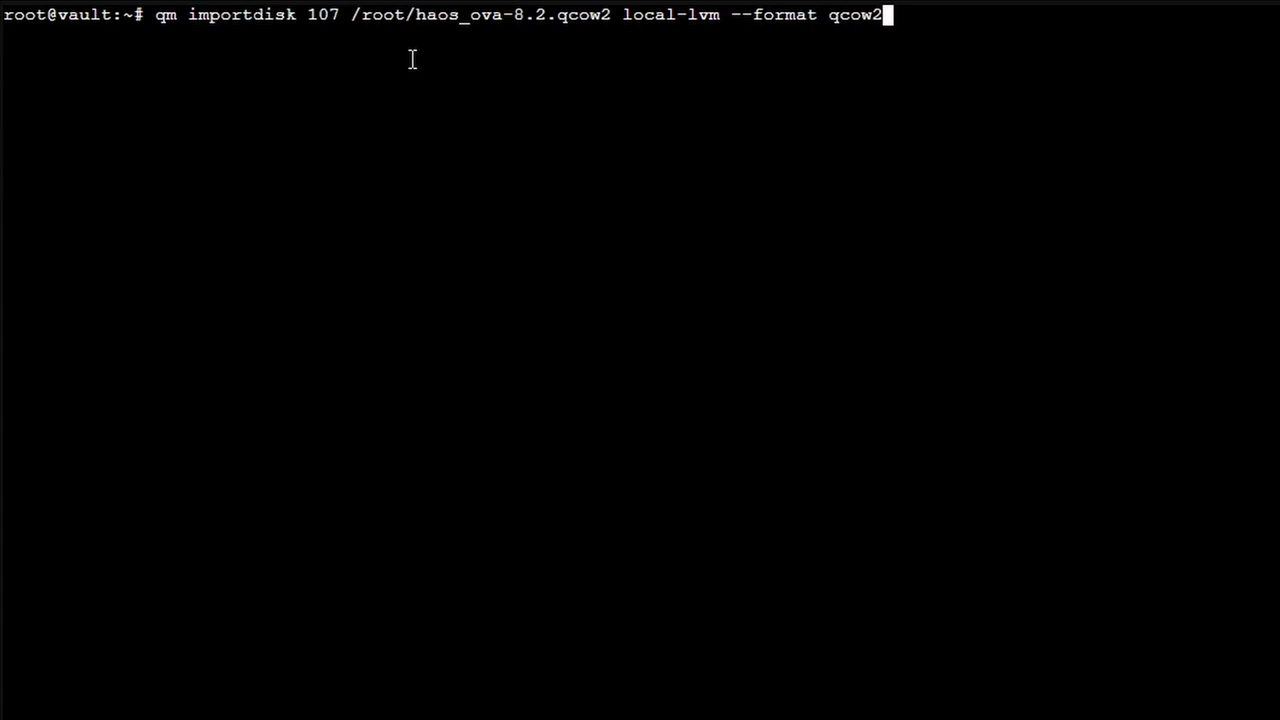 root@vault:~# qm importdisk 107 /root/haos_ova-8.2.qcow2 local-lvm --format qcow2